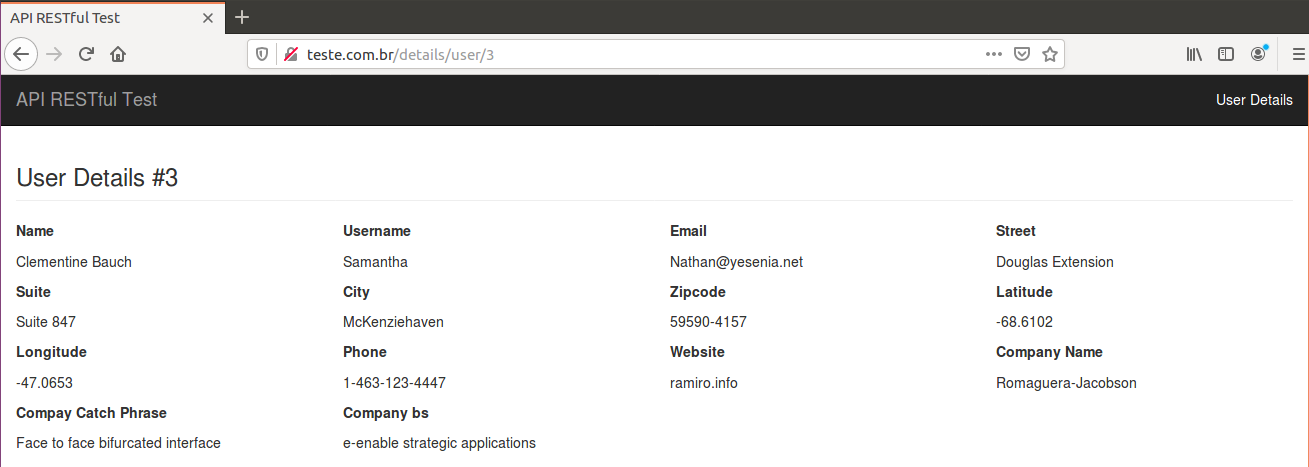 API RESTful Test
teste.com.br/details/user/3
API RESTful Test User Details
User Details #3
Name Username Email Street
Clementine Bauch Samantha Nathan@yesenia.net Douglas Extension
Suite City Zipcode Latitude
Suite 847 McKenziehaven 59590-4157 -68.6102
Longitude Phone Website Company Name
-47.0653 1-463-123-4447 ramiro.info Romaguera-Jacobson
Compay Catch Phrase Company bs
Face to face bifurcated interface e-enable strategic applications